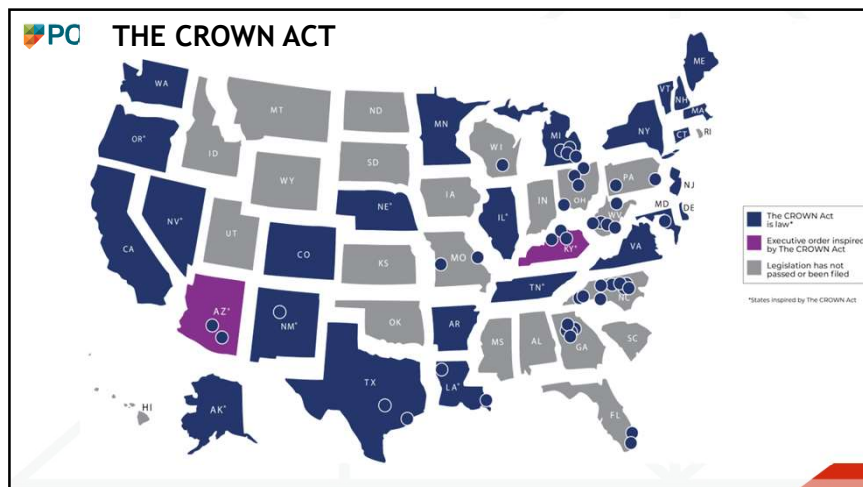 PC THE CROWN ACT
WA
OR*
CA
NV*
ID
MT
WY
UT
AZ*
CO
NM*
ND
SD
NE*
KS
OK
TX
MN
IA
MO
AR
LA*
WI
IL*
IN
MI
OH
KY*
TN*
MS
AL
GA
FL
SC
NC
VA
WV
PA
NY
ME
VT
NH
MA
CT
RI
NJ
DE
MD
AK*
HI
The CROWN Act
is law*
Executive order inspired
by The CROWN Act
Legislation has not
passed or been filed
*States inspired by The CROWN Act